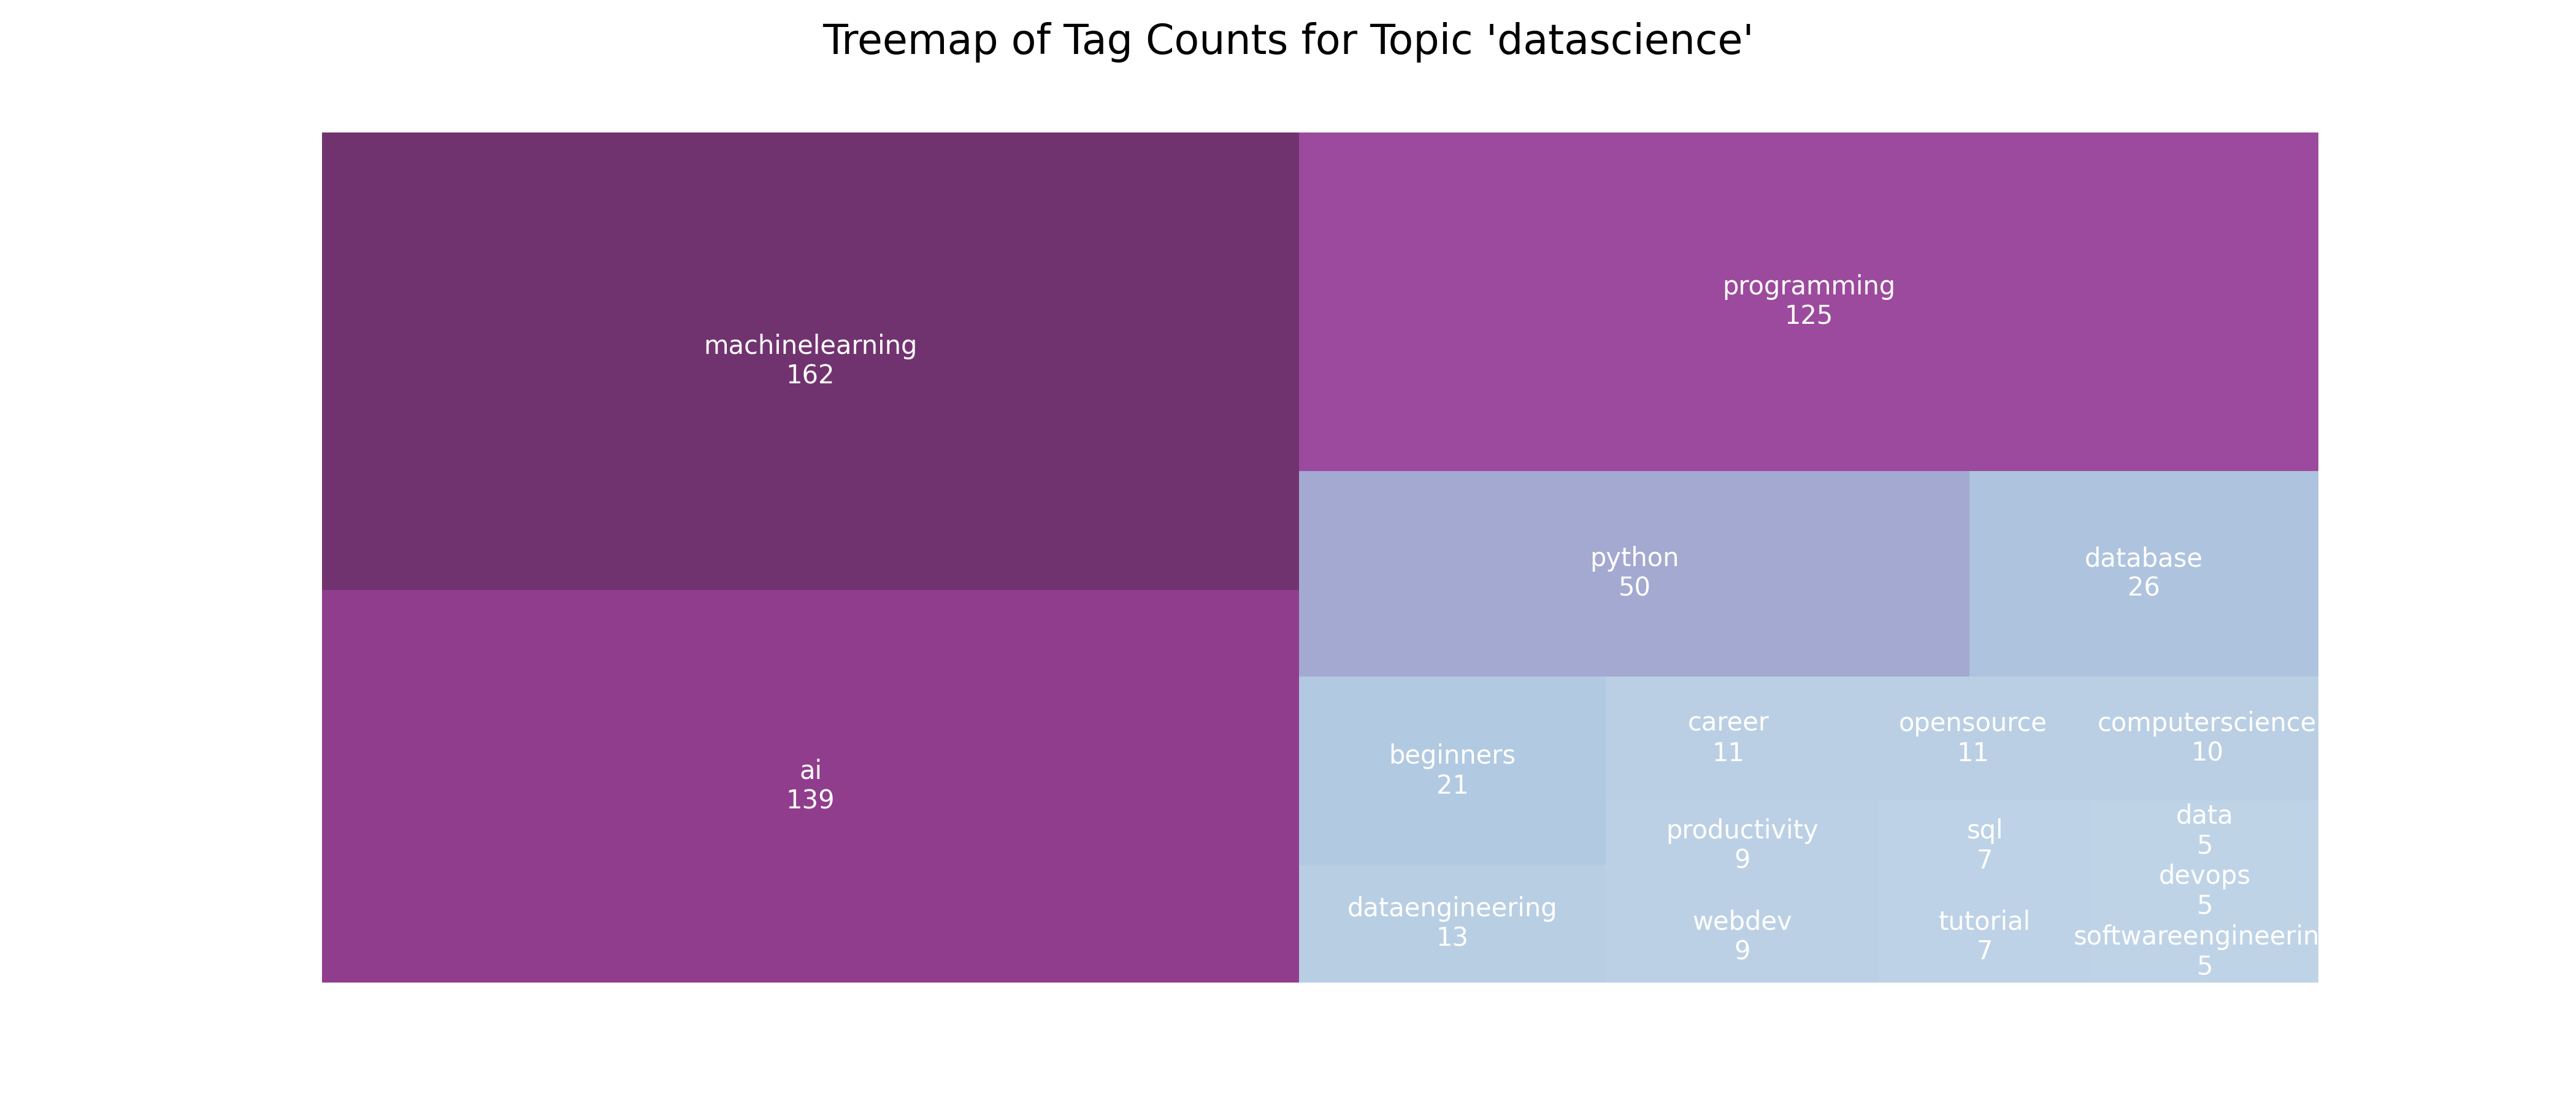 Treemap of Tag Counts for Topic 'datascience'
machinelearning
162
ai
139
programming
125
python
50
database
26
beginners
21
dataengineering
13
career
11
opensource
11
computerscience
10
productivity
9
webdev
9
sql
7
tutorial
7
data
5
devops
5
softwareengineerin
5